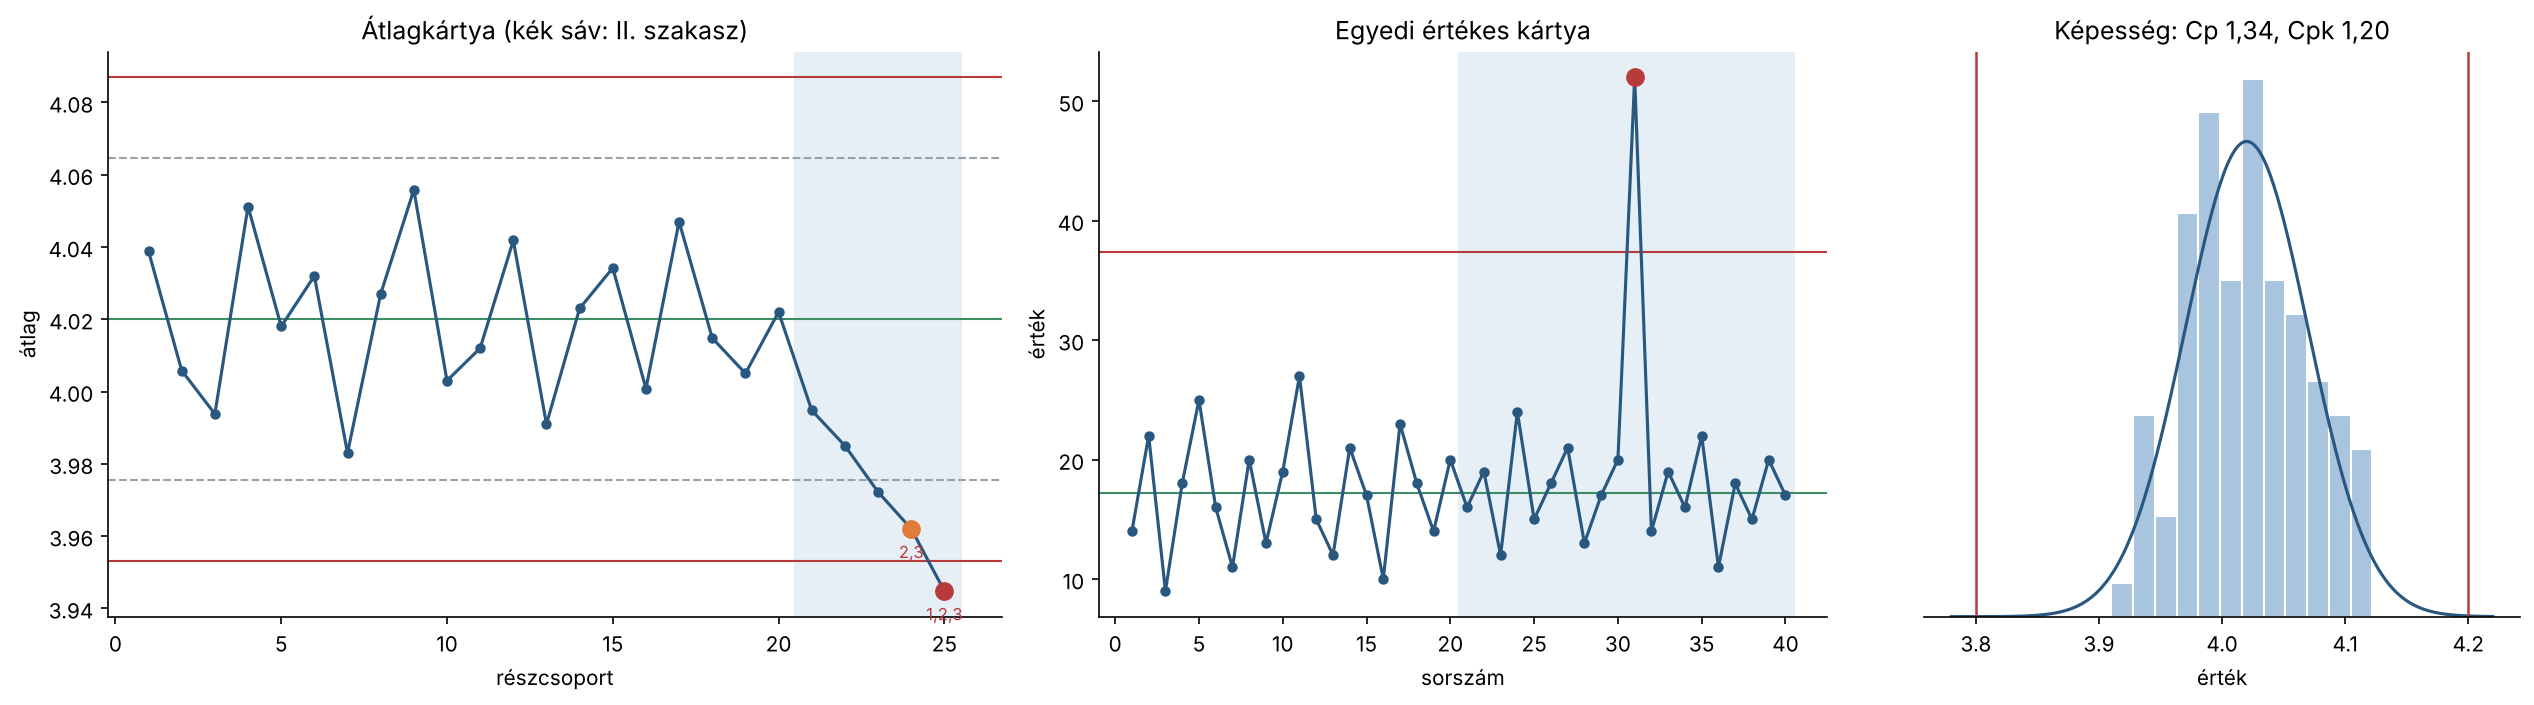 Átlagkártya (kék sáv: II. szakasz)
átlag
4.08
4.06
4.04
4.02
4.00
3.98
3.96
3.94
2,3
1,2,3
0 5 10 15 20 25
részcsoport
Egyedi értékes kártya
érték
50
40
30
20
10
0 5 10 15 20 25 30 35 40
sorszám
Képesség: Cp 1,34, Cpk 1,20
3.8 3.9 4.0 4.1 4.2
érték